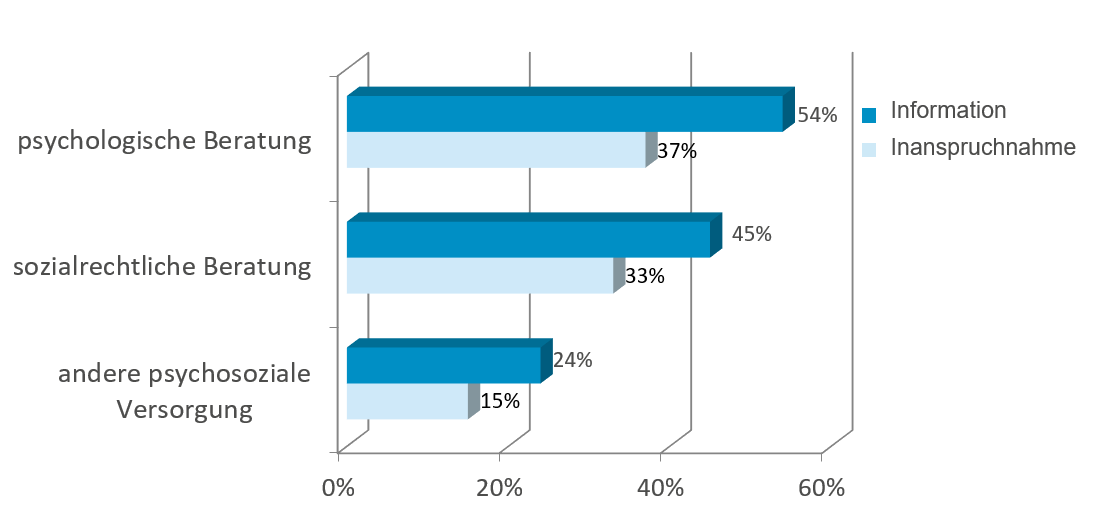 psychologische Beratung
54%
37%
sozialrechtliche Beratung
45%
33%
andere psychosoziale
Versorgung
24%
15%
0%
20%
40%
60%
Information
Inanspruchnahme